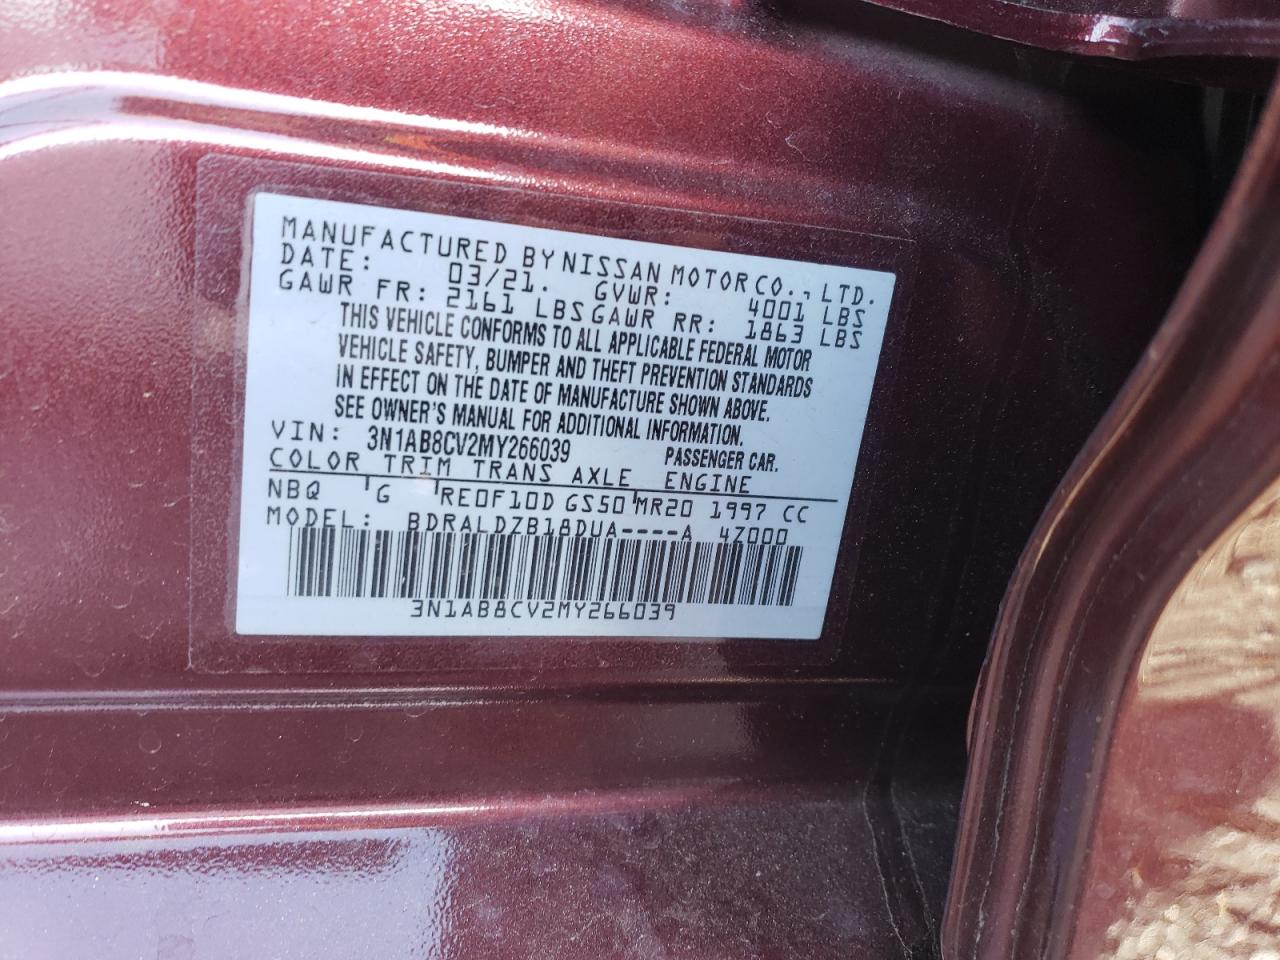 MANUFACTURED BY NISSAN MOTOR CO., LTD.
DATE: 03/21. GVWR: 4001 LBS
GAWR FR: 2161 LBS GAWR RR: 1863 LBS
THIS VEHICLE CONFORMS TO ALL APPLICABLE FEDERAL MOTOR
VEHICLE SAFETY, BUMPER AND THEFT PREVENTION STANDARDS
IN EFFECT ON THE DATE OF MANUFACTURE SHOWN ABOVE.
SEE OWNER'S MANUAL FOR ADDITIONAL INFORMATION.
VIN: 3N1AB8CV2MY266039 PASSENGER CAR.
COLOR TRIM TRANS AXLE ENGINE
NBQ G RE0F10D GS50 MR20 1997 CC
MODEL: BDRALDZB18DUA----A 4Z000
3N1AB8CV2MY266039